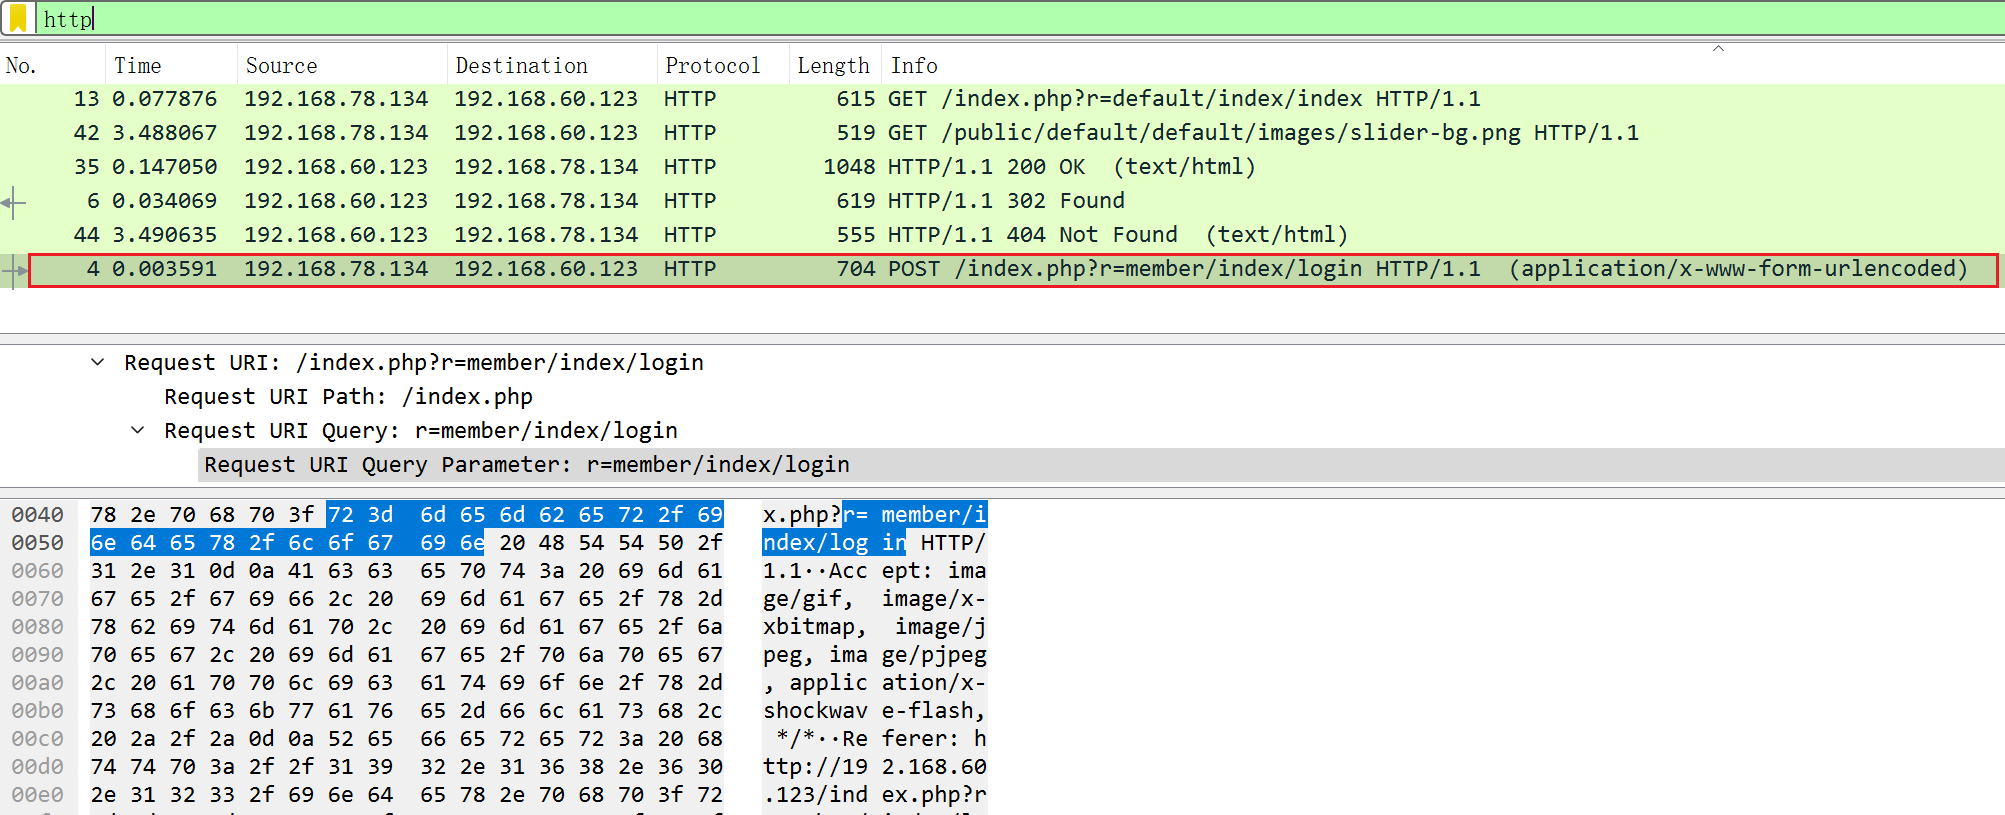 http
No. Time Source Destination Protocol Length Info
13 0.077876 192.168.78.134 192.168.60.123 HTTP 615 GET /index.php?r=default/index/index HTTP/1.1
42 3.488067 192.168.78.134 192.168.60.123 HTTP 519 GET /public/default/default/images/slider-bg.png HTTP/1.1
35 0.147050 192.168.60.123 192.168.78.134 HTTP 1048 HTTP/1.1 200 OK (text/html)
6 0.034069 192.168.60.123 192.168.78.134 HTTP 619 HTTP/1.1 302 Found
44 3.490635 192.168.60.123 192.168.78.134 HTTP 555 HTTP/1.1 404 Not Found (text/html)
4 0.003591 192.168.78.134 192.168.60.123 HTTP 704 POST /index.php?r=member/index/login HTTP/1.1 (application/x-www-form-urlencoded)
Request URI: /index.php?r=member/index/login
Request URI Path: /index.php
Request URI Query: r=member/index/login
Request URI Query Parameter: r=member/index/login
0040 78 2e 70 68 70 3f 72 3d 6d 65 6d 62 65 72 2f 69 x.php?r= member/i
0050 6e 64 65 78 2f 6c 6f 67 69 6e 20 48 54 54 50 2f ndex/log in HTTP/
0060 31 2e 31 0d 0a 41 63 63 65 70 74 3a 20 69 6d 61 1.1··Acc ept: ima
0070 67 65 2f 67 69 66 2c 20 69 6d 61 67 65 2f 78 2d ge/gif, image/x-
0080 78 62 69 74 6d 61 70 2c 20 69 6d 61 67 65 2f 6a xbitmap, image/j
0090 70 65 67 2c 20 69 6d 61 67 65 2f 70 6a 70 65 67 peg, ima ge/pjpeg
00a0 2c 20 61 70 70 6c 69 63 61 74 69 6f 6e 2f 78 2d , applic ation/x-
00b0 73 68 6f 63 6b 77 61 76 65 2d 66 6c 61 73 68 2c shockwav e-flash,
00c0 20 2a 2f 2a 0d 0a 52 65 66 65 72 65 72 3a 20 68 */*··Re ferer: h
00d0 74 74 70 3a 2f 2f 31 39 32 2e 31 36 38 2e 36 30 ttp://19 2.168.60
00e0 2e 31 32 33 2f 69 6e 64 65 78 2e 70 68 70 3f 72 .123/ind ex.php?r